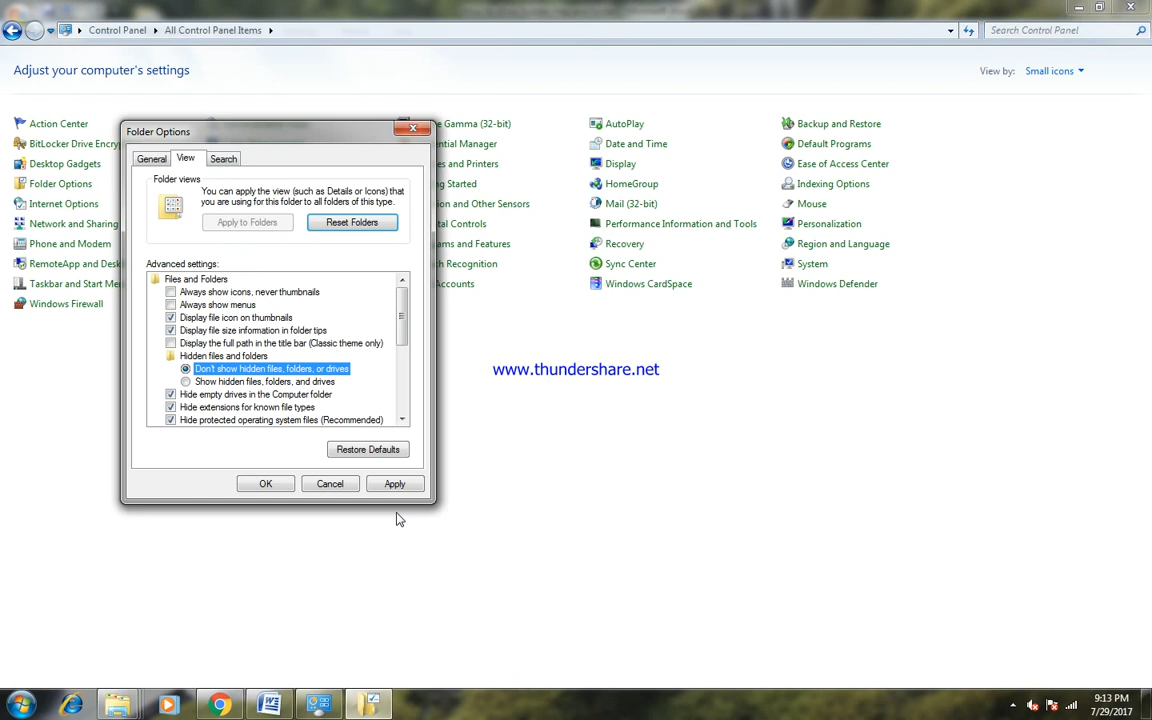 Control Panel
All Control Panel Items
Search Control Panel
Adjust your computer's settings
View by:
Small icons
Action Center
BitLocker Drive Encry
Desktop Gadgets
Folder Options
Internet Options
Network and Sharing
Phone and Modem
RemoteApp and Desk
Taskbar and Start Me
Windows Firewall
Folder Options
General
View
Search
Folder views
You can apply the view (such as Details or Icons) that
you are using for this folder to all folders of this type.
Apply to Folders
Reset Folders
Advanced settings:
Files and Folders
Always show icons, never thumbnails
Always show menus
Display file icon on thumbnails
Display file size information in folder tips
Display the full path in the title bar (Classic theme only)
Hidden files and folders
Don't show hidden files, folders, or drives
Show hidden files, folders, and drives
Hide empty drives in the Computer folder
Hide extensions for known file types
Hide protected operating system files (Recommended)
Restore Defaults
OK
Cancel
Apply
e Gamma (32-bit)
ential Manager
es and Printers
ng Started
ion and Other Sensors
tal Controls
ams and Features
ch Recognition
Accounts
AutoPlay
Date and Time
Display
HomeGroup
Mail (32-bit)
Performance Information and Tools
Recovery
Sync Center
Windows CardSpace
Backup and Restore
Default Programs
Ease of Access Center
Indexing Options
Mouse
Personalization
Region and Language
System
Windows Defender
www.thundershare.net
9:13 PM
7/29/2017